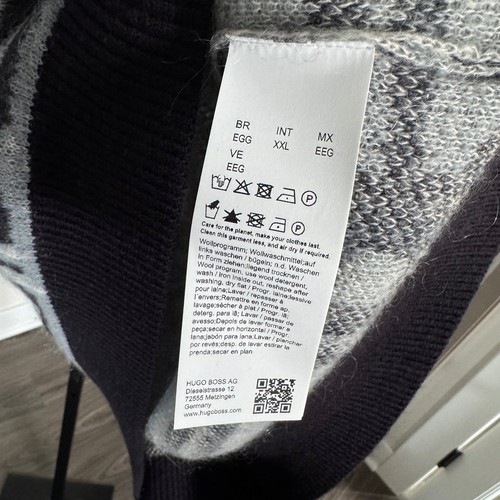 BR INT MX
EGG XXL EEG
VE
EEG
P
P
Care for the planet, make your clothes last.
Clean this garment less, and air dry if required.
Wollprogramm; Wollwaschmittel;auf
links waschen / bügeln; n.d. Waschen
in Form ziehen;liegend trocknen /
Wool program; use wool detergent,
wash / Iron inside out, reshape after
washing, dry flat / Progr. laine;lessive
pour laine;Laver / repasser à
l'envers;Remettre en forme ap.
lavage;sécher à plat / Progr. lã;
deterg. para lã; Lavar / passar do
avesso;Depois de lavar formar a
peça;secar en horizontal / Progr.
lana;jabón para lana.Lavar / planchar
por revés;desp. de lavar estirar la
prenda;secar en plan
HUGO BOSS AG
Dieselstrasse 12
72555 Metzingen
Germany
www.hugoboss.com